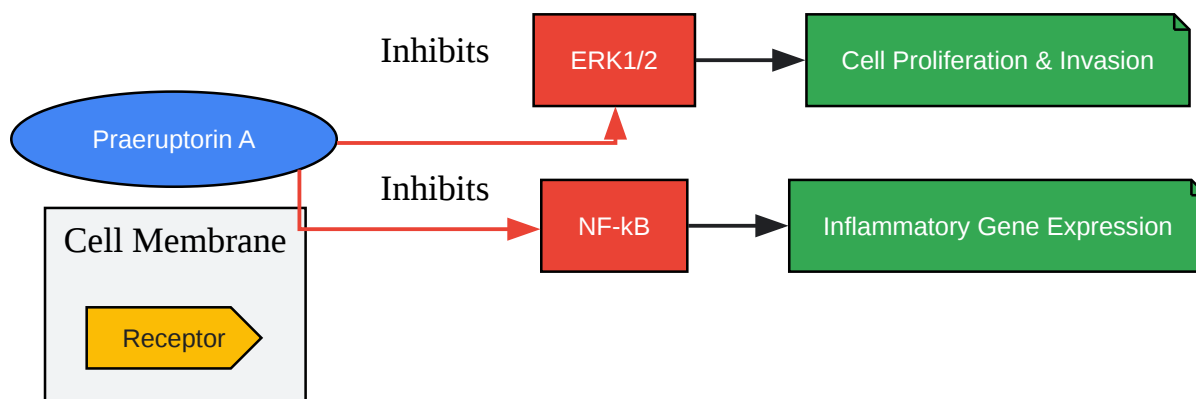 Inhibits
ERK1/2
Cell Proliferation & Invasion
Praeruptorin A
Inhibits
NF-kB
Inflammatory Gene Expression
Cell Membrane
Receptor